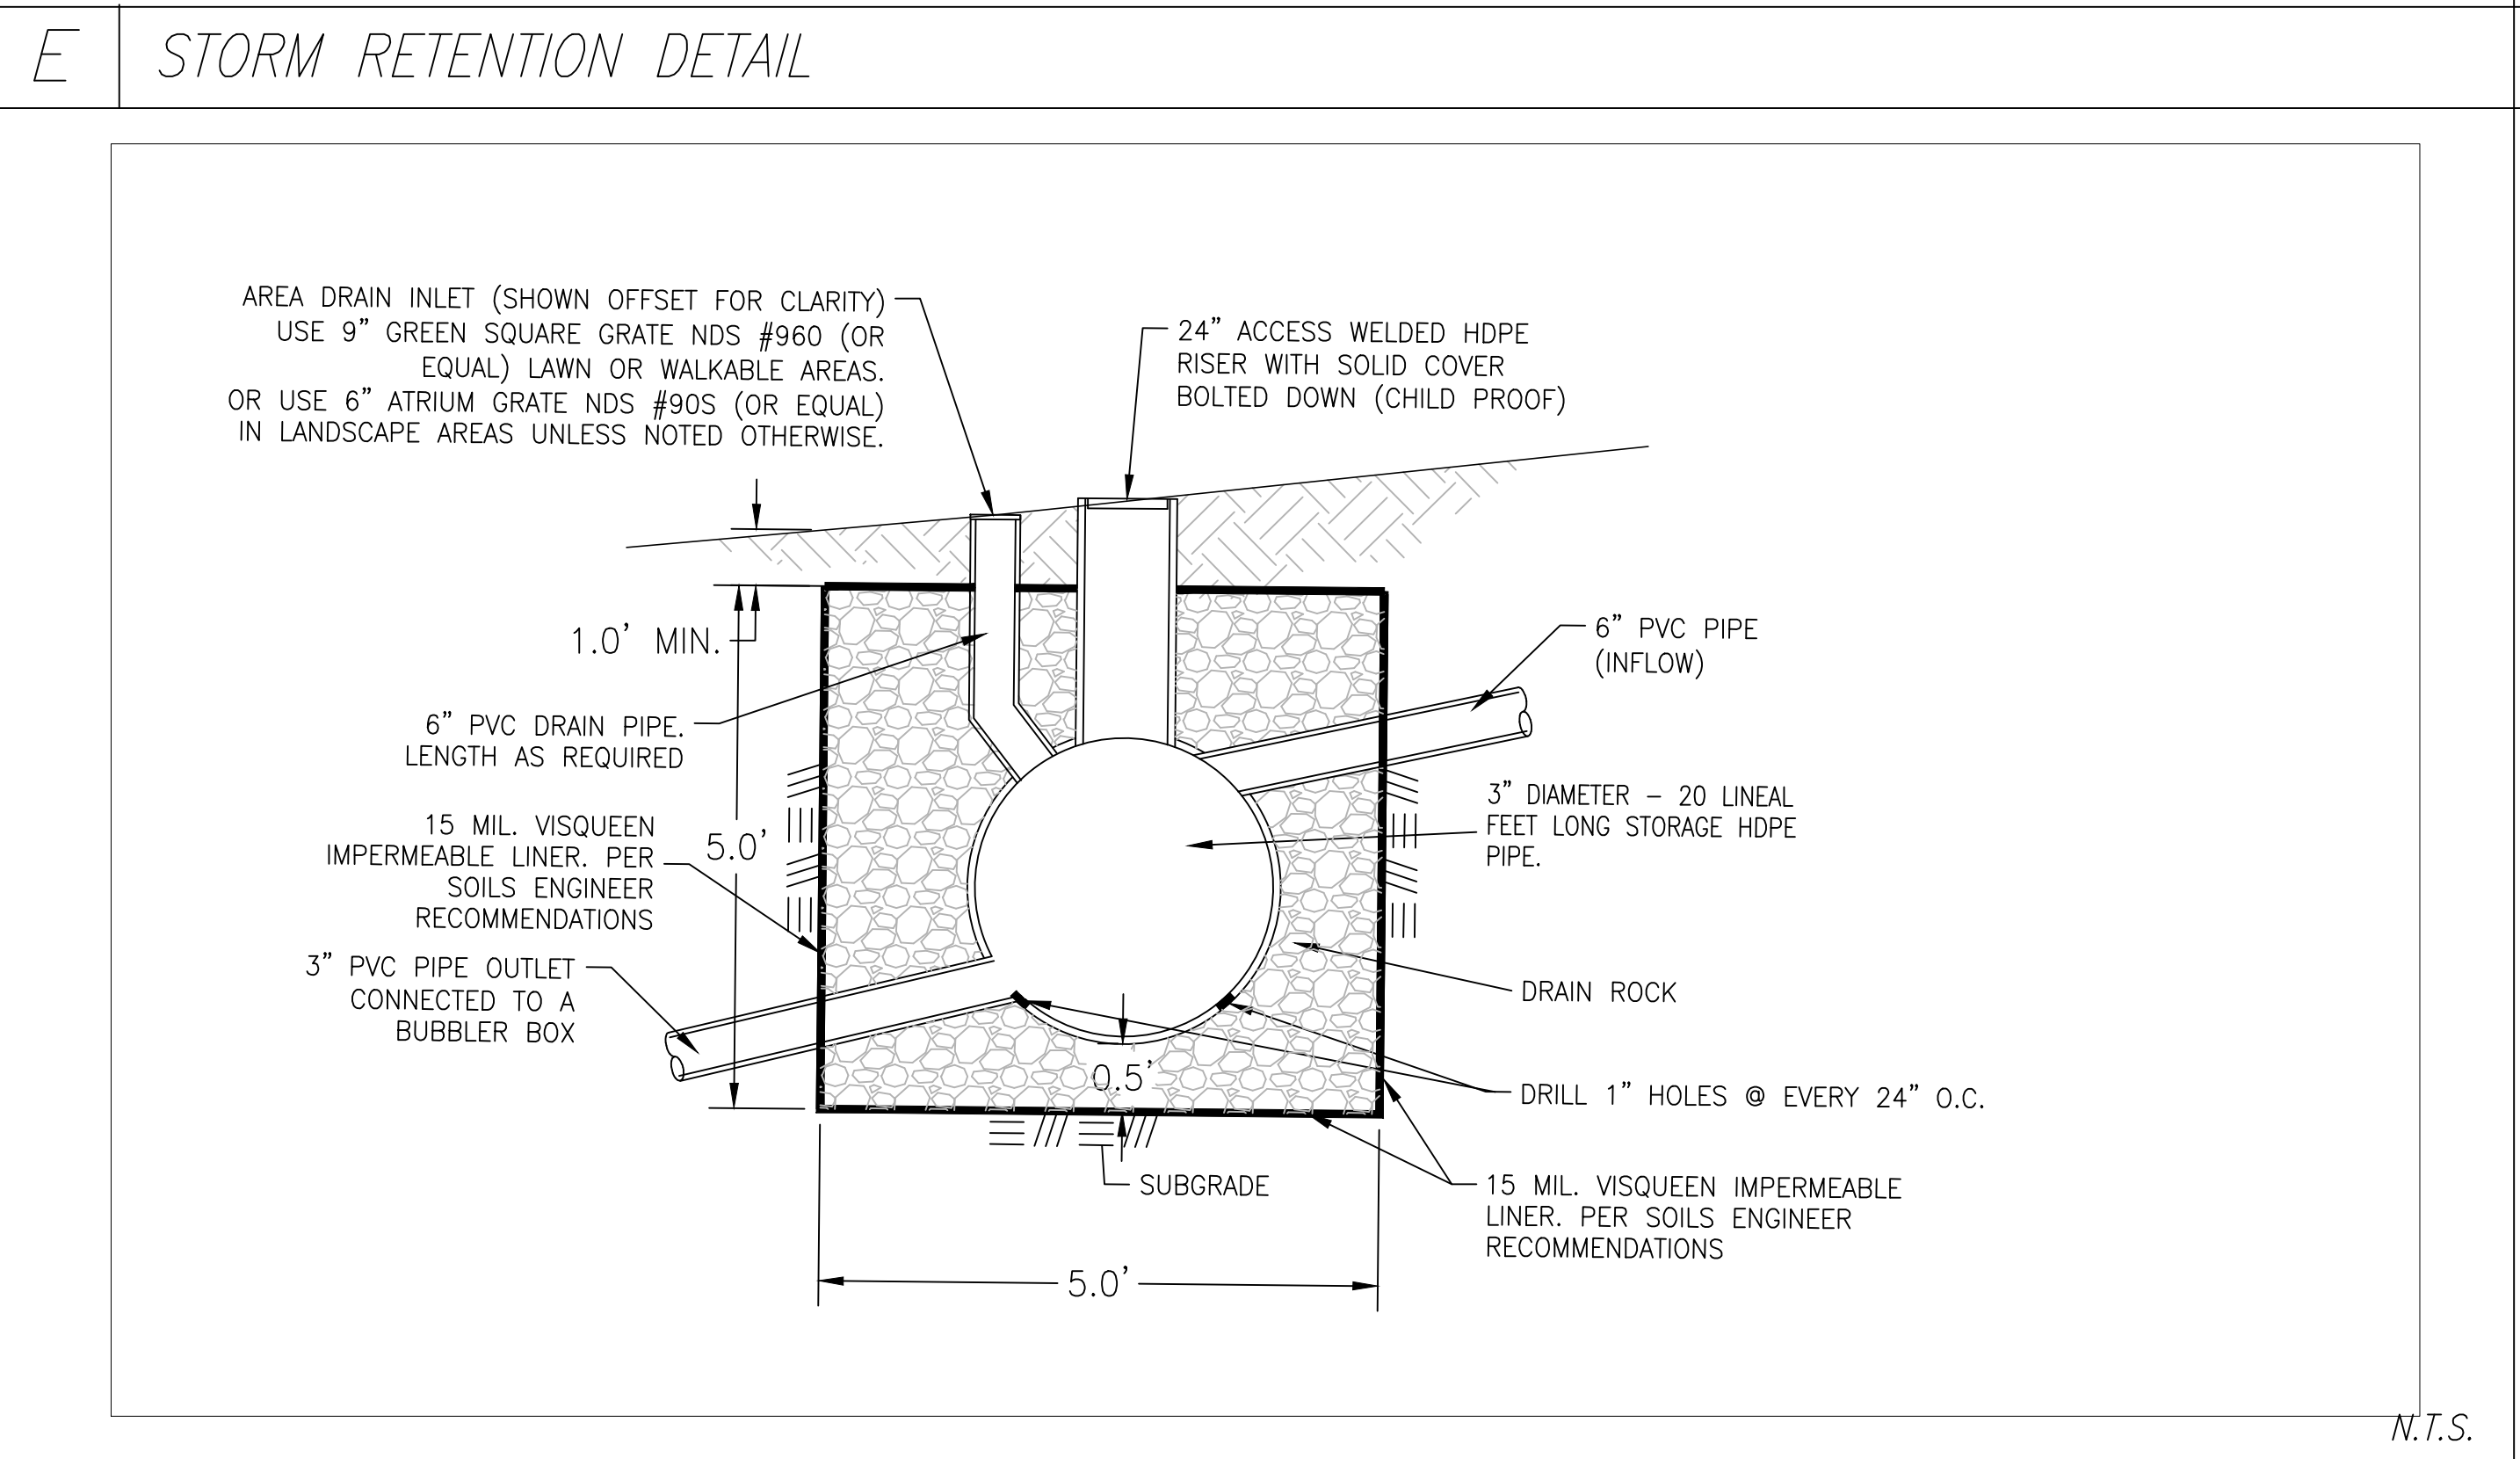 E
STORM RETENTION DETAIL
AREA DRAIN INLET (SHOWN OFFSET FOR CLARITY)
USE 9” GREEN SQUARE GRATE NDS #960 (OR
EQUAL) LAWN OR WALKABLE AREAS.
OR USE 6” ATRIUM GRATE NDS #90S (OR EQUAL)
IN LANDSCAPE AREAS UNLESS NOTED OTHERWISE.
24” ACCESS WELDED HDPE
RISER WITH SOLID COVER
BOLTED DOWN (CHILD PROOF)
1.0’ MIN.
6” PVC PIPE
(INFLOW)
6” PVC DRAIN PIPE.
LENGTH AS REQUIRED
3” DIAMETER – 20 LINEAL
FEET LONG STORAGE HDPE
PIPE.
15 MIL. VISQUEEN
IMPERMEABLE LINER. PER
SOILS ENGINEER
RECOMMENDATIONS
5.0’
3” PVC PIPE OUTLET
CONNECTED TO A
BUBBLER BOX
DRAIN ROCK
0.5’
DRILL 1” HOLES @ EVERY 24” O.C.
SUBGRADE
15 MIL. VISQUEEN IMPERMEABLE
LINER. PER SOILS ENGINEER
RECOMMENDATIONS
5.0’
N.T.S.